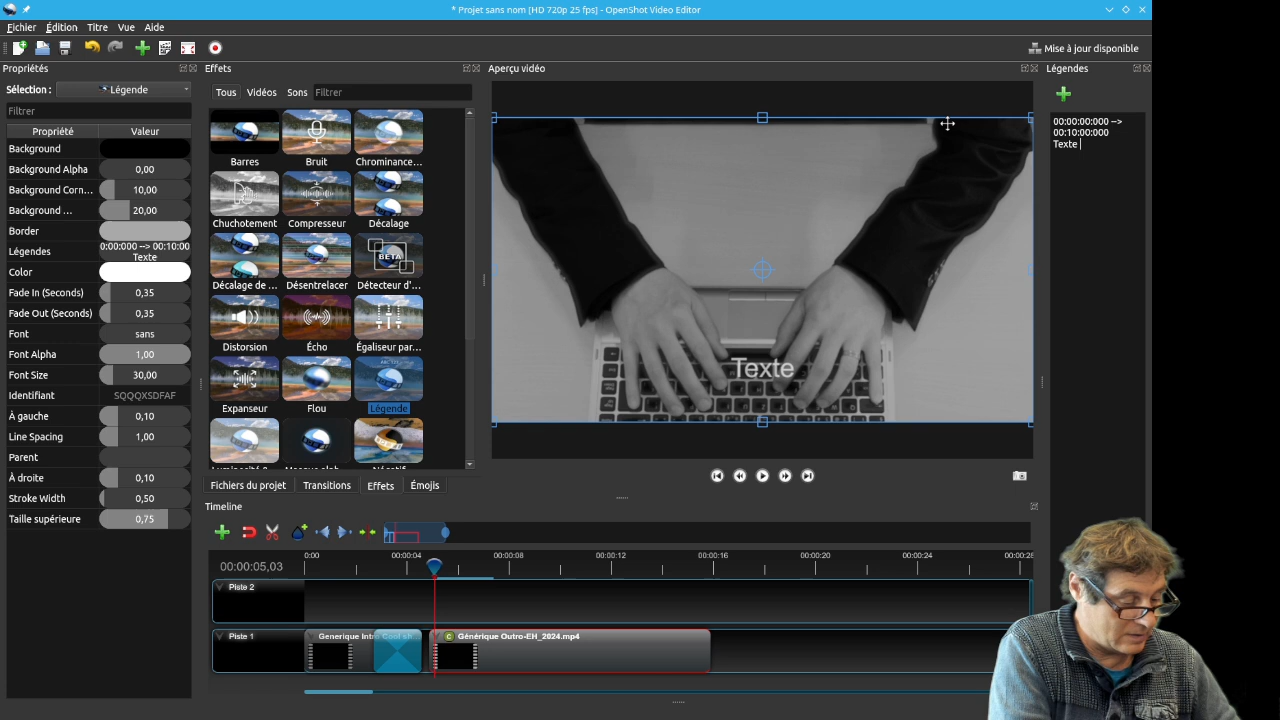 * Projet sans nom [HD 720p 25 fps] - OpenShot Video Editor
Fichier Édition Titre Vue Aide
Mise à jour disponible
Propriétés
Sélection :
Légende
Filtrer
Propriété Valeur
Background
Background Alpha 0,00
Background Corn... 10,00
Background ... 20,00
Border
Légendes 0:00:000 --> 00:10:00
Texte
Color
Fade In (Seconds) 0,35
Fade Out (Seconds) 0,35
Font sans
Font Alpha 1,00
Font Size 30,00
Identifiant SQQQXSDFAF
À gauche 0,10
Line Spacing 1,00
Parent
À droite 0,10
Stroke Width 0,50
Taille supérieure 0,75
Effets
Tous Vidéos Sons Filtrer
Barres Bruit Chrominance...
Chuchotement Compresseur Décalage
BETA
Décalage de ... Désentrelacer Détecteur d'...
Distorsion Écho Égaliseur par...
Expanseur Flou Légende
Fichiers du projet Transitions Effets Émojis
Aperçu vidéo
Texte
Légendes
00:00:00:000 -->
00:10:00:000
Texte
Timeline
00:00:05,03
0:00 00:00:04 00:00:08 00:00:12 00:00:16 00:00:20 00:00:24 00:00:28
Piste 2
Piste 1
Generique Intro Cool
Générique Outro-EH_2024.mp4